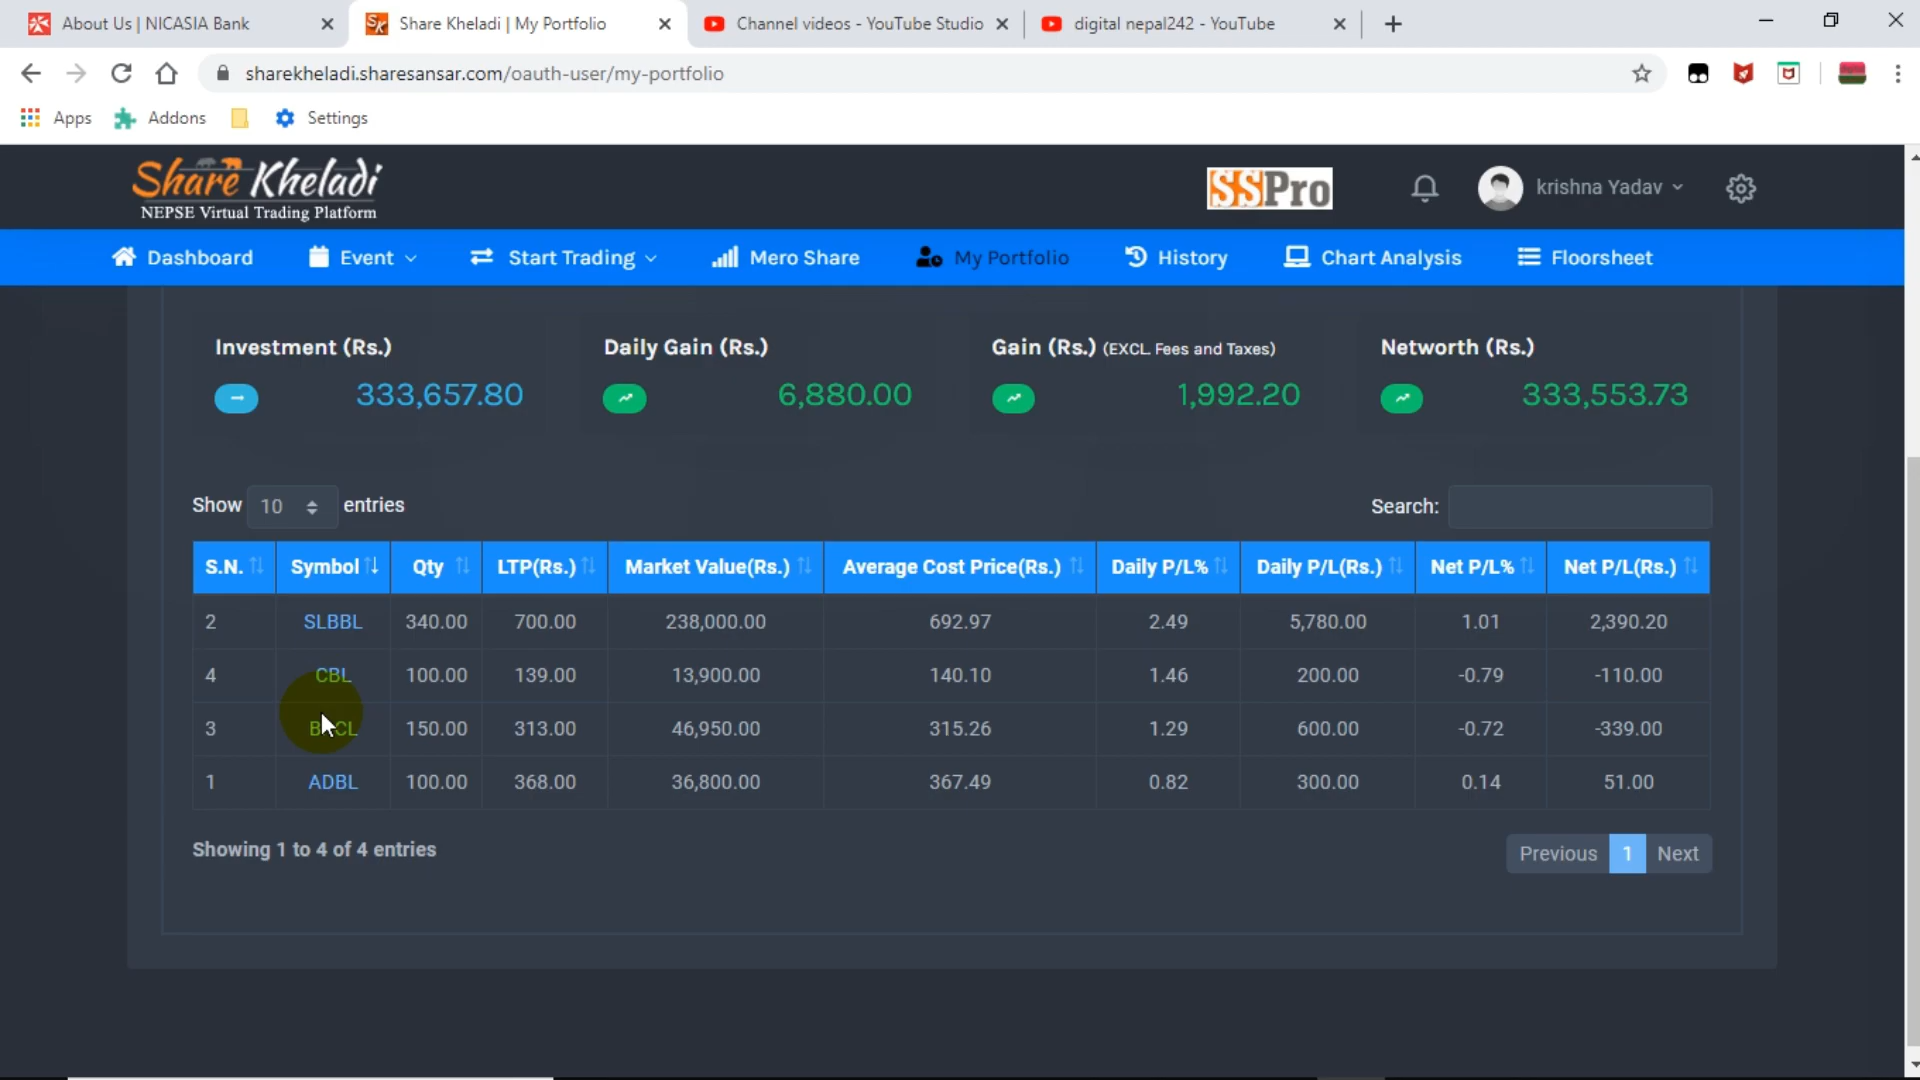 About Us | NICASIA Bank
Share Kheladi | My Portfolio
Channel videos - YouTube Studio
digital nepal242 - YouTube
sharekheladi.sharesansar.com/oauth-user/my-portfolio
Apps
Addons
Settings
Share Kheladi
NEPSE Virtual Trading Platform
SSPro
krishna Yadav
Dashboard
Event
Start Trading
Mero Share
My Portfolio
History
Chart Analysis
Floorsheet
Investment (Rs.)
333,657.80
Daily Gain (Rs.)
6,880.00
Gain (Rs.) (EXCL. Fees and Taxes)
1,992.20
Networth (Rs.)
333,553.73
Show 10 entries
Search:
S.N. Symbol Qty LTP(Rs.) Market Value(Rs.) Average Cost Price(Rs.) Daily P/L% Daily P/L(Rs.) Net P/L% Net P/L(Rs.)
2 SLBBL 340.00 700.00 238,000.00 692.97 2.49 5,780.00 1.01 2,390.20
4 CBL 100.00 139.00 13,900.00 140.10 1.46 200.00 -0.79 -110.00
3 150.00 313.00 46,950.00 315.26 1.29 600.00 -0.72 -339.00
1 ADBL 100.00 368.00 36,800.00 367.49 0.82 300.00 0.14 51.00
Showing 1 to 4 of 4 entries
Previous 1 Next